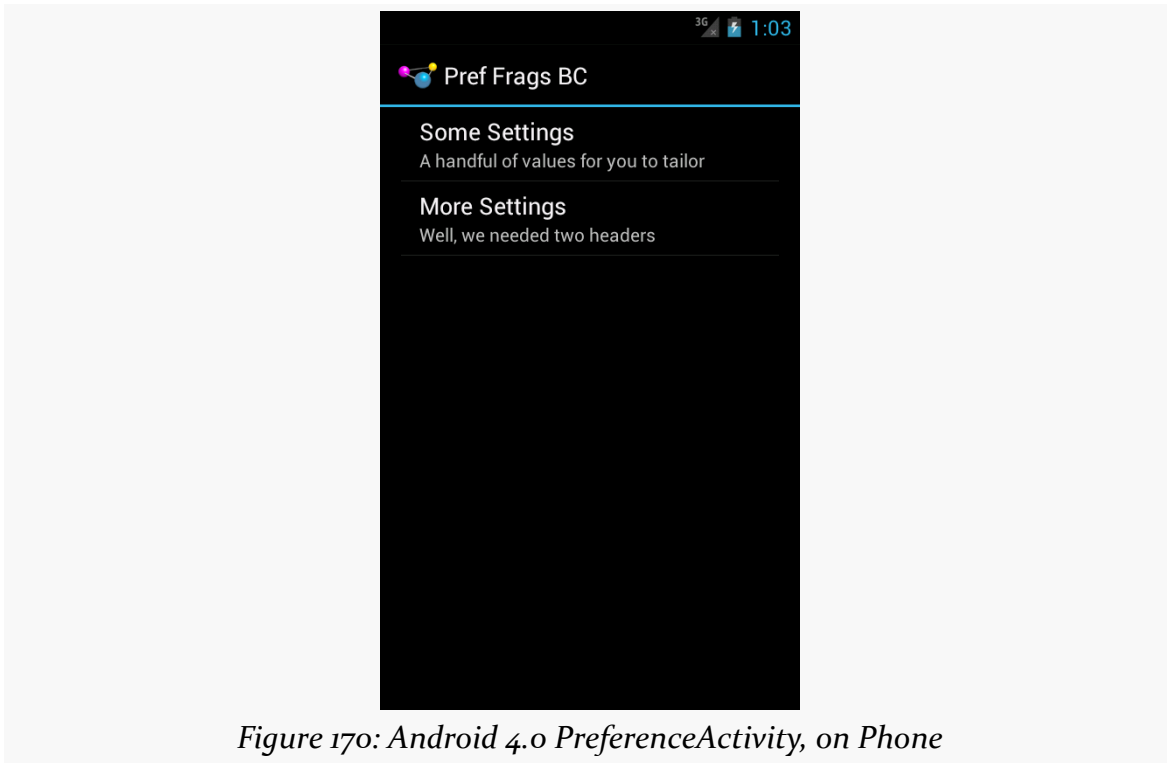 3G 1:03
Pref Frags BC
Some Settings
A handful of values for you to tailor
More Settings
Well, we needed two headers
Figure 170: Android 4.0 PreferenceActivity, on Phone